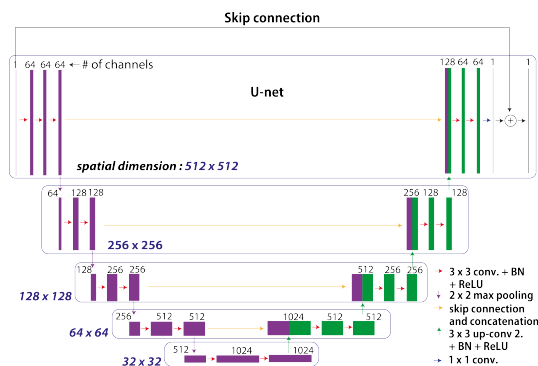 Skip connection
1 64 64 64 ← # of channels
128 64 64 1 1
U-net
+
spatial dimension : 512 x 512
64 128 128
256 128 128
256 x 256
128 256 256
512 256 256
128 x 128
256 512 512
1024 512 512
64 x 64
512 1024 1024
32 x 32
3 x 3 conv. + BN
+ ReLU
2 x 2 max pooling
skip connection
and concatenation
3 x 3 up-conv 2.
+ BN + ReLU
1 x 1 conv.